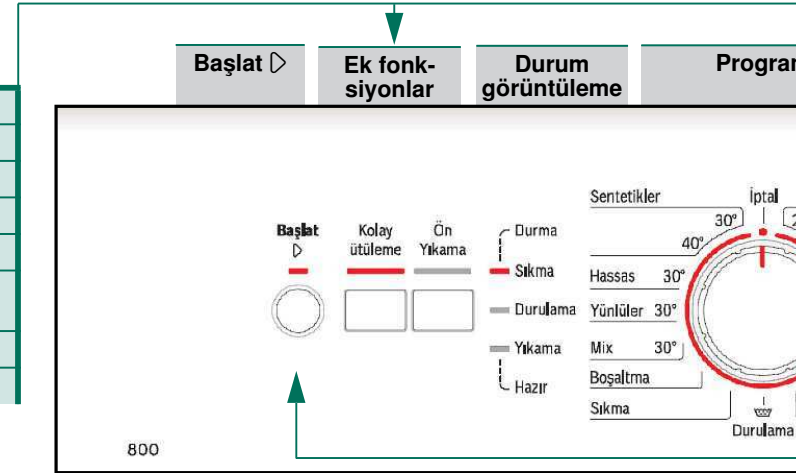 Başlat ▷
Ek fonk-
siyonlar
Durum
görüntüleme
Program
Başlat
▷
Kolay
ütüleme
Ön
Yıkama
Durma
Sıkma
Durulama
Yıkama
Hazır
Sentetikler
30°
40°
Hassas 30°
Yünlüler 30°
Mix 30°
Boşaltma
Sıkma
İptal
2
Durulama
800